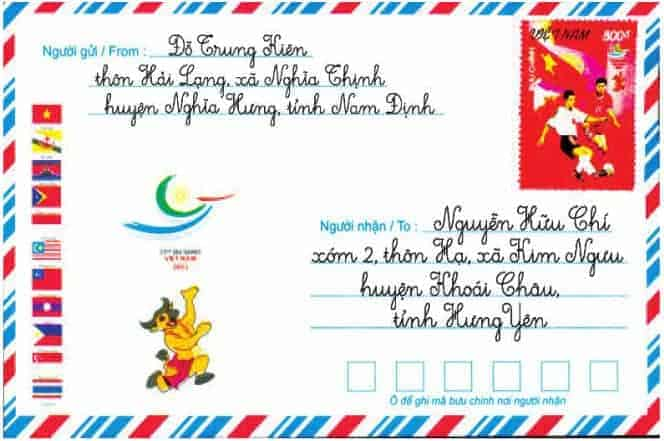 Người gửi / From : Đỗ Trung Kiên
thôn Hải Lạng, xã Nghĩa Thịnh
huyện Nghĩa Hưng, tỉnh Nam Định
VIỆT NAM 800đ
22ND SEA GAMES
VIETNAM
2003
Người nhận / To : Nguyễn Hữu Chí
xóm 2, thôn Hạ, xã Kim Ngưu
huyện Khoái Châu,
tỉnh Hưng Yên
Ô để ghi mã bưu chính nơi người nhận